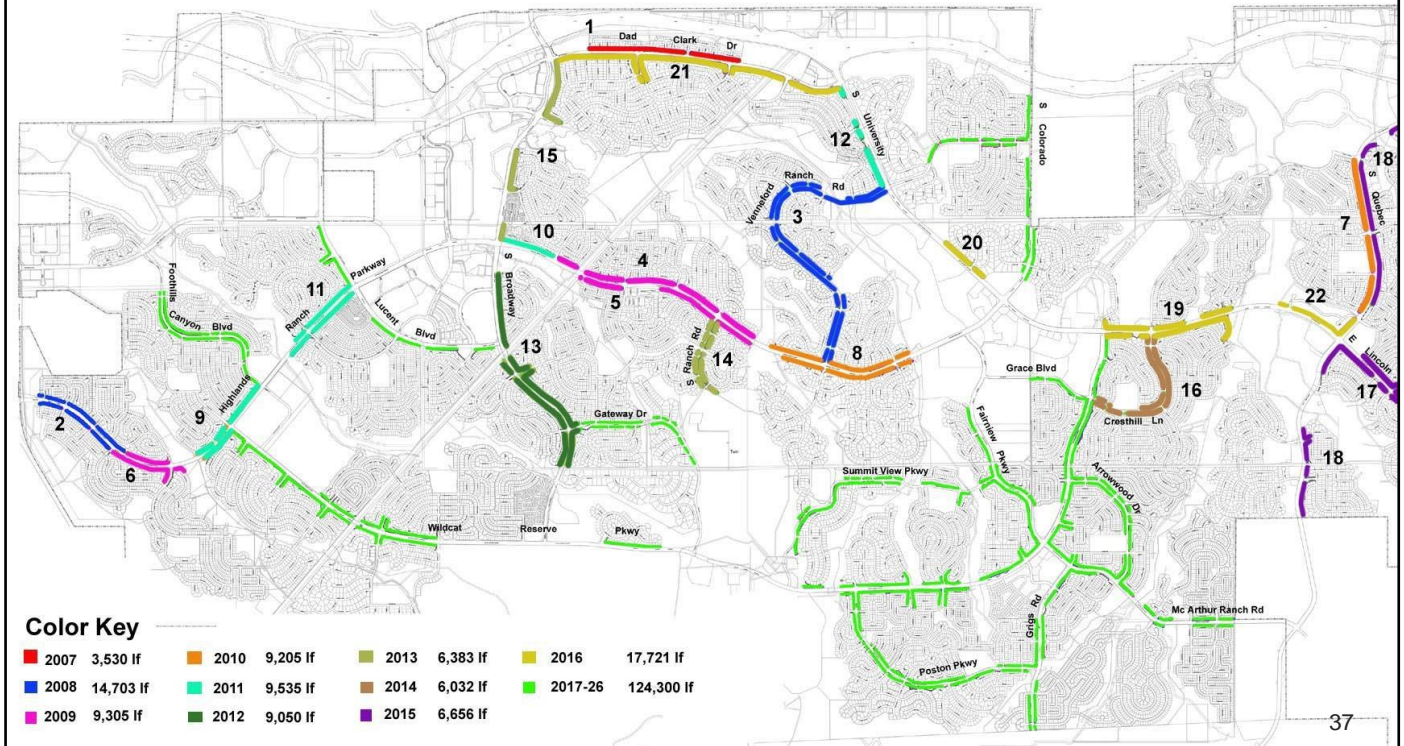 1
Dad Clark Dr
21
S University
12
S Colorado
15
18
S Quebec
7
Venneford Ranch Rd
3
10
20
4
5
S Broadway
Foothills Canyon Blvd
11
Highlands Ranch Parkway
Lucent Blvd
22
19
E Lincoln
13
S Ranch Rd
14
8
Grace Blvd
16
17
Cresthill Ln
2
9
6
Gateway Dr
Fairview Pkwy
18
Summit View Pkwy
Arrowwood Dr
Wildcat Reserve Pkwy
Grigs Rd
Mc Arthur Ranch Rd
Poston Pkwy
Color Key
2007 3,530 lf
2008 14,703 lf
2009 9,305 lf
2010 9,205 lf
2011 9,535 lf
2012 9,050 lf
2013 6,383 lf
2014 6,032 lf
2015 6,656 lf
2016 17,721 lf
2017-26 124,300 lf
37